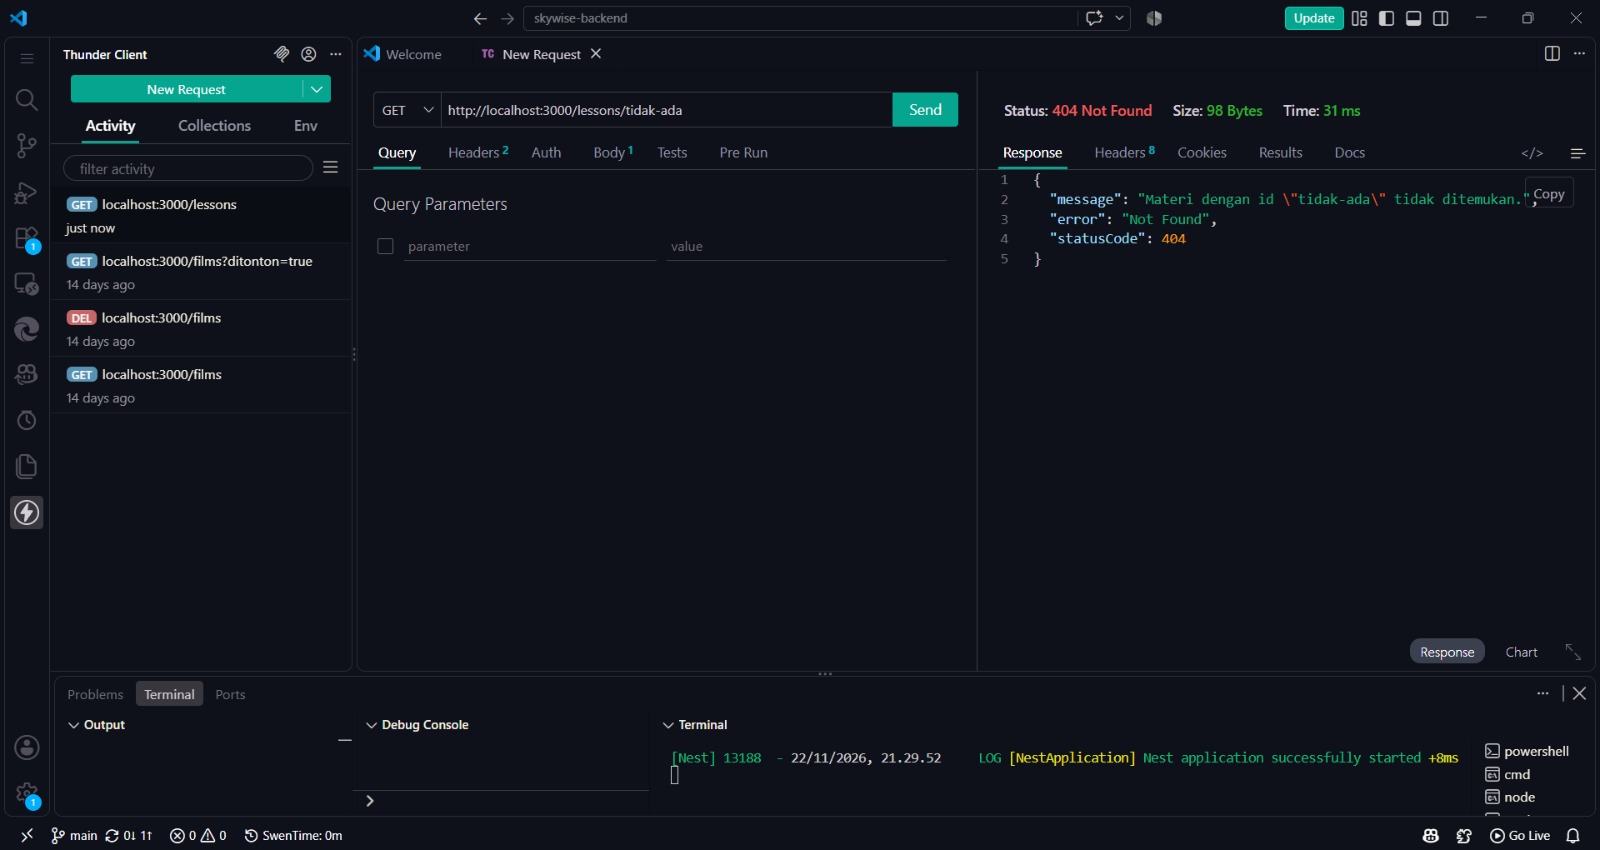 skywise-backend
Update
Thunder Client
New Request
Activity Collections Env
filter activity
GET localhost:3000/lessons
just now
GET localhost:3000/films?ditonton=true
14 days ago
DEL localhost:3000/films
14 days ago
GET localhost:3000/films
14 days ago
1
1
Welcome
TC New Request
GET http://localhost:3000/lessons/tidak-ada Send
Query Headers 2 Auth Body 1 Tests Pre Run
Query Parameters
parameter value
Status: 404 Not Found Size: 98 Bytes Time: 31 ms
Response Headers 8 Cookies Results Docs </>
1 {
2 "message": "Materi dengan id \"tidak-ada\" tidak ditemukan.",
Copy
3 "error": "Not Found",
4 "statusCode": 404
5 }
Response Chart
Problems Terminal Ports
Output
Debug Console
Terminal
[Nest] 13188 - 22/11/2026, 21.29.52 LOG [NestApplication] Nest application successfully started +8ms
powershell
cmd
node
main 0↓ 1↑ 0 0 SwenTime: 0m
Go Live